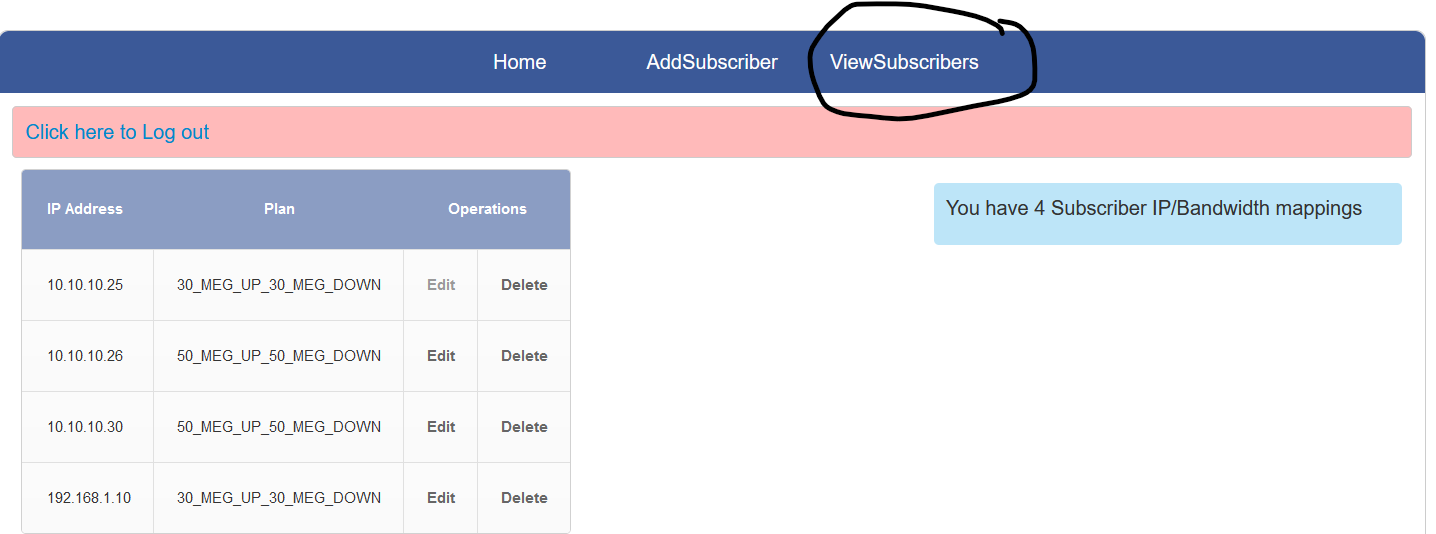 Home AddSubscriber ViewSubscribers
Click here to Log out
IP Address Plan Operations
You have 4 Subscriber IP/Bandwidth mappings
10.10.10.25 30_MEG_UP_30_MEG_DOWN Edit Delete
10.10.10.26 50_MEG_UP_50_MEG_DOWN Edit Delete
10.10.10.30 50_MEG_UP_50_MEG_DOWN Edit Delete
192.168.1.10 30_MEG_UP_30_MEG_DOWN Edit Delete